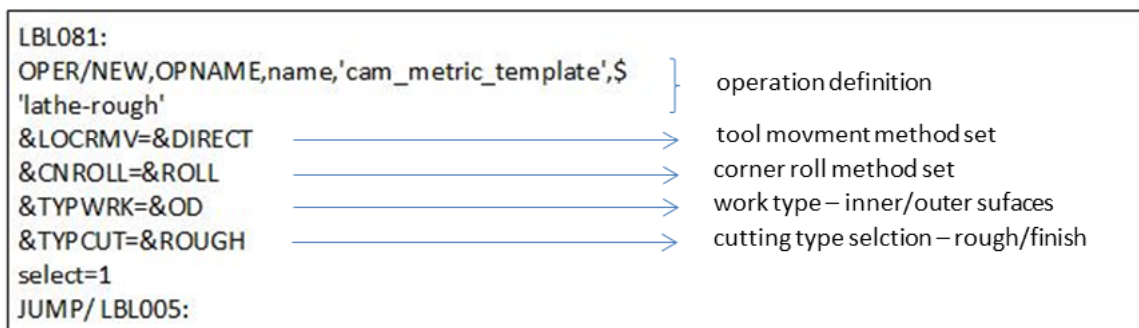 LBL081:
OPER/NEW,OPNAME,name,'cam_metric_template',$
'lathe-rough'
operation definition
&LOCRMV=&DIRECT tool movment method set
&CNROLL=&ROLL corner roll method set
&TYPWRK=&OD work type – inner/outer sufaces
&TYPCUT=&ROUGH cutting type selction – rough/finish
select=1
JUMP/ LBL005: